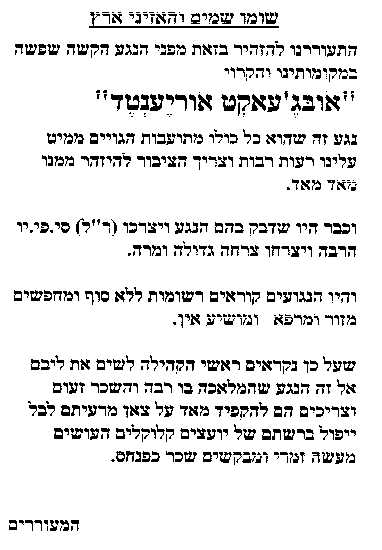 שומו שמים והאזיני ארץ
התעוררנו להזהיר בזאת מפני הנגע הקשה שפשה
במקומותינו והקרוי
"אובגֶ'עאקְט אוריֶענְטֶד"
נגע זה שהוא כל כולו מתועבות הגויים ממיט
עלינו רעות רבות וצריך הציבור להיזהר ממנו
מאד מאד.
וכבר היו שדבק בהם הנגע ויצרכו (ר"ל) סי.פי.יו
הרבה ויצרחו צרחה גדולה ומרה.
והיו הנגועים קוראים רשומות ללא סוף ומחפשים
מזור ומרפא ומושיע אין.
שעל כן נקראים ראשי הקהילה לשים את ליבם
אל זה הנגע שהמלאכה בו רבה והשכר זעום
וצריכים הם להקפיד מאד על צאן מרעיתם לבל
ייפול ברשתם של יועצים קלוקלים העושים
מעשה זמרי ומבקשים שכר כפנחס.
המעוררים